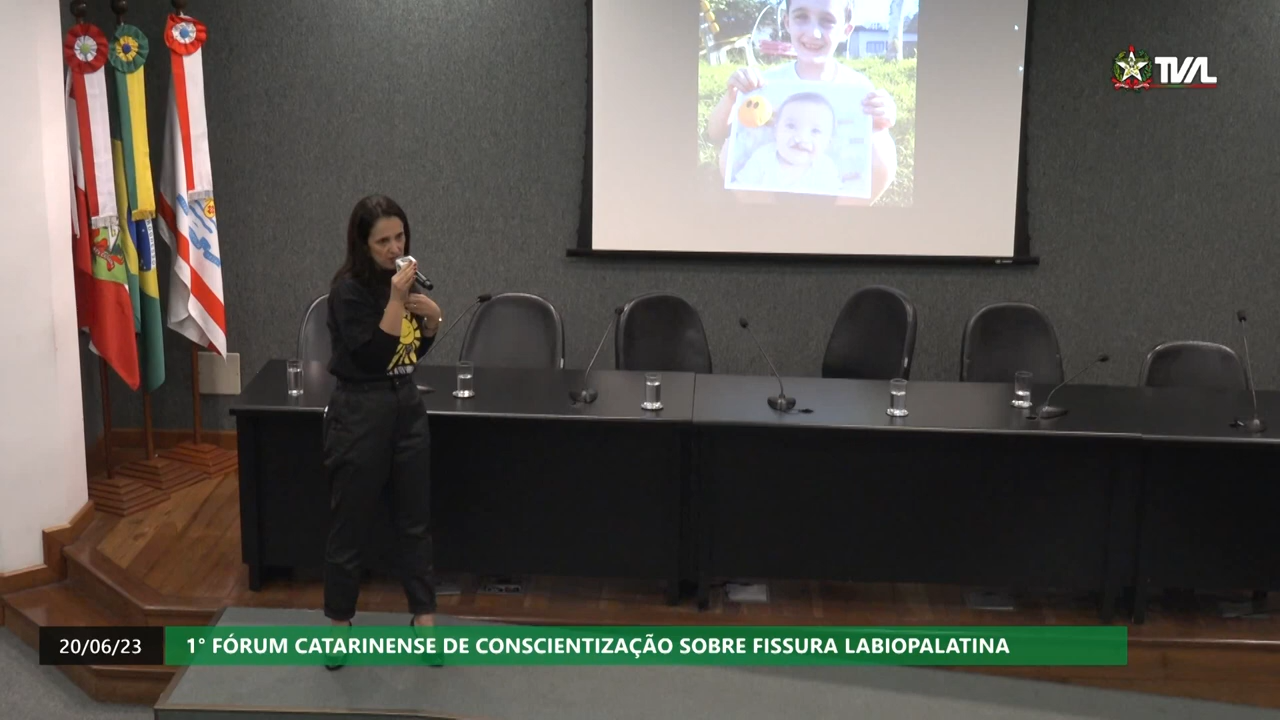 TVAL
20/06/23
1° FÓRUM CATARINENSE DE CONSCIENTIZAÇÃO SOBRE FISSURA LABIOPALATINA